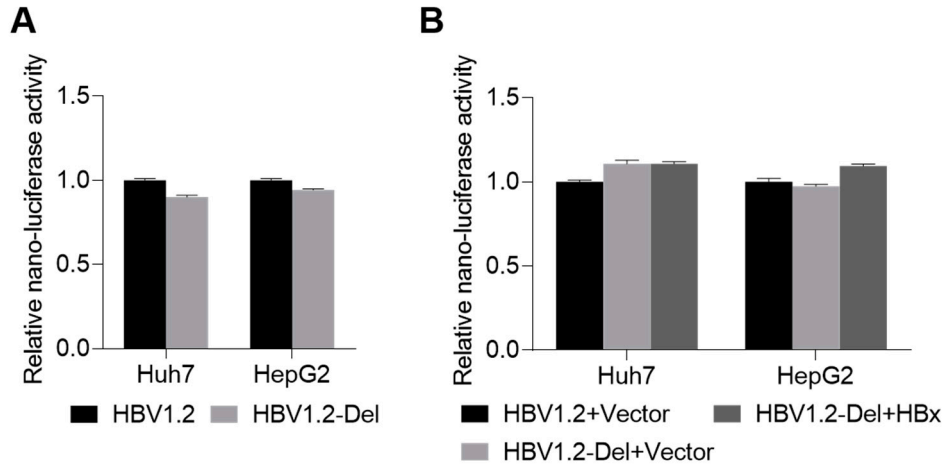 A
Relative nano-luciferase activity
1.5
1.0
0.5
0.0
Huh7 HepG2
HBV1.2 HBV1.2-Del
B
Relative nano-luciferase activity
1.5
1.0
0.5
0.0
Huh7 HepG2
HBV1.2+Vector HBV1.2-Del+HBx
HBV1.2-Del+Vector